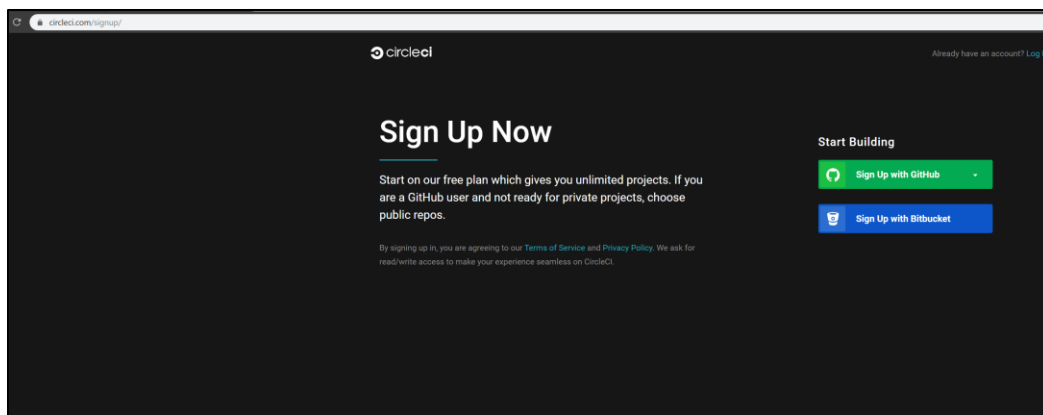 circleci.com/signup/
circleci
Already have an account? Log
Sign Up Now
Start on our free plan which gives you unlimited projects. If you
are a GitHub user and not ready for private projects, choose
public repos.
By signing up in, you are agreeing to our Terms of Service and Privacy Policy. We ask for
read/write access to make your experience seamless on CircleCI.
Start Building
Sign Up with GitHub
Sign Up with Bitbucket